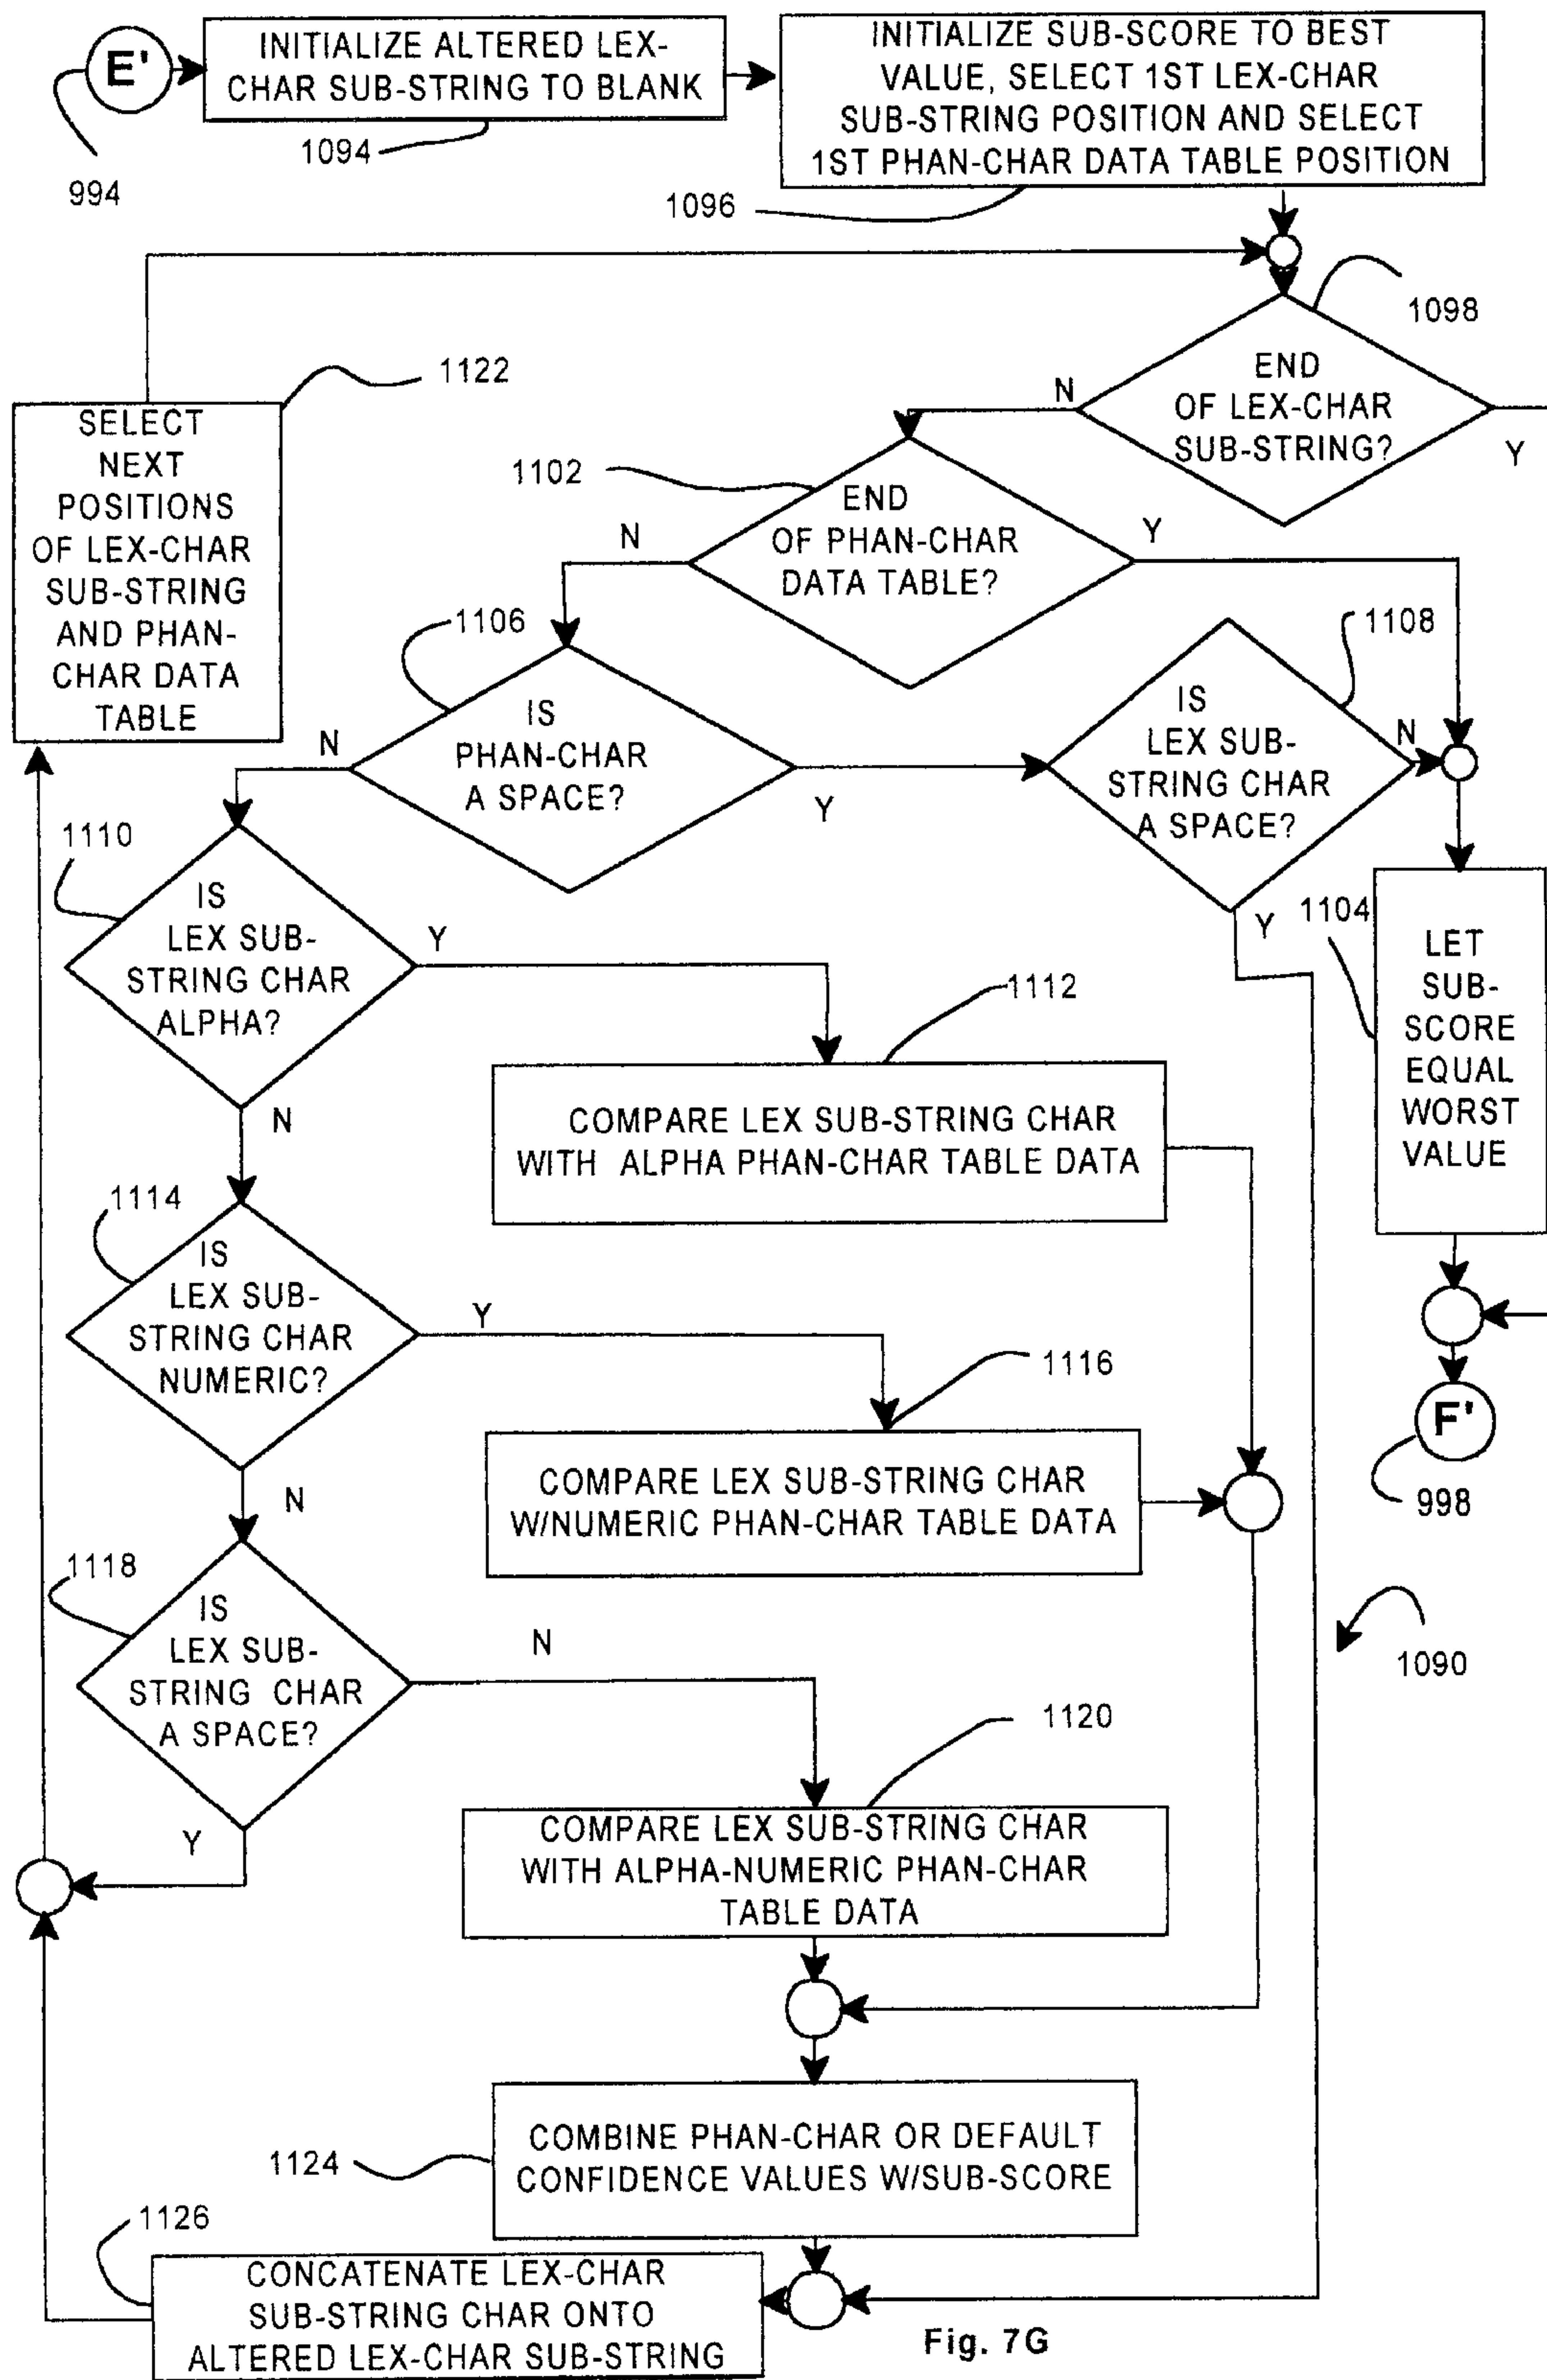 E'
INITIALIZE ALTERED LEX-
CHAR SUB-STRING TO BLANK
1094
994
INITIALIZE SUB-SCORE TO BEST
VALUE, SELECT 1ST LEX-CHAR
SUB-STRING POSITION AND SELECT
1ST PHAN-CHAR DATA TABLE POSITION
1096
1098
END
OF LEX-CHAR
SUB-STRING?
N
Y
1122
SELECT
NEXT
POSITIONS
OF LEX-CHAR
SUB-STRING
AND PHAN-
CHAR DATA
TABLE
1102
END
OF PHAN-CHAR
DATA TABLE?
N
Y
1106
IS
PHAN-CHAR
A SPACE?
N
Y
1108
IS
LEX SUB-
STRING CHAR
A SPACE?
N
Y
1104
LET
SUB-
SCORE
EQUAL
WORST
VALUE
1110
IS
LEX SUB-
STRING CHAR
ALPHA?
Y
N
1112
COMPARE LEX SUB-STRING CHAR
WITH ALPHA PHAN-CHAR TABLE DATA
1114
IS
LEX SUB-
STRING CHAR
NUMERIC?
Y
N
1116
COMPARE LEX SUB-STRING CHAR
W/NUMERIC PHAN-CHAR TABLE DATA
F'
998
1118
IS
LEX SUB-
STRING CHAR
A SPACE?
N
Y
1090
1120
COMPARE LEX SUB-STRING CHAR
WITH ALPHA-NUMERIC PHAN-CHAR
TABLE DATA
1124
COMBINE PHAN-CHAR OR DEFAULT
CONFIDENCE VALUES W/SUB-SCORE
1126
CONCATENATE LEX-CHAR
SUB-STRING CHAR ONTO
ALTERED LEX-CHAR SUB-STRING
Fig. 7G